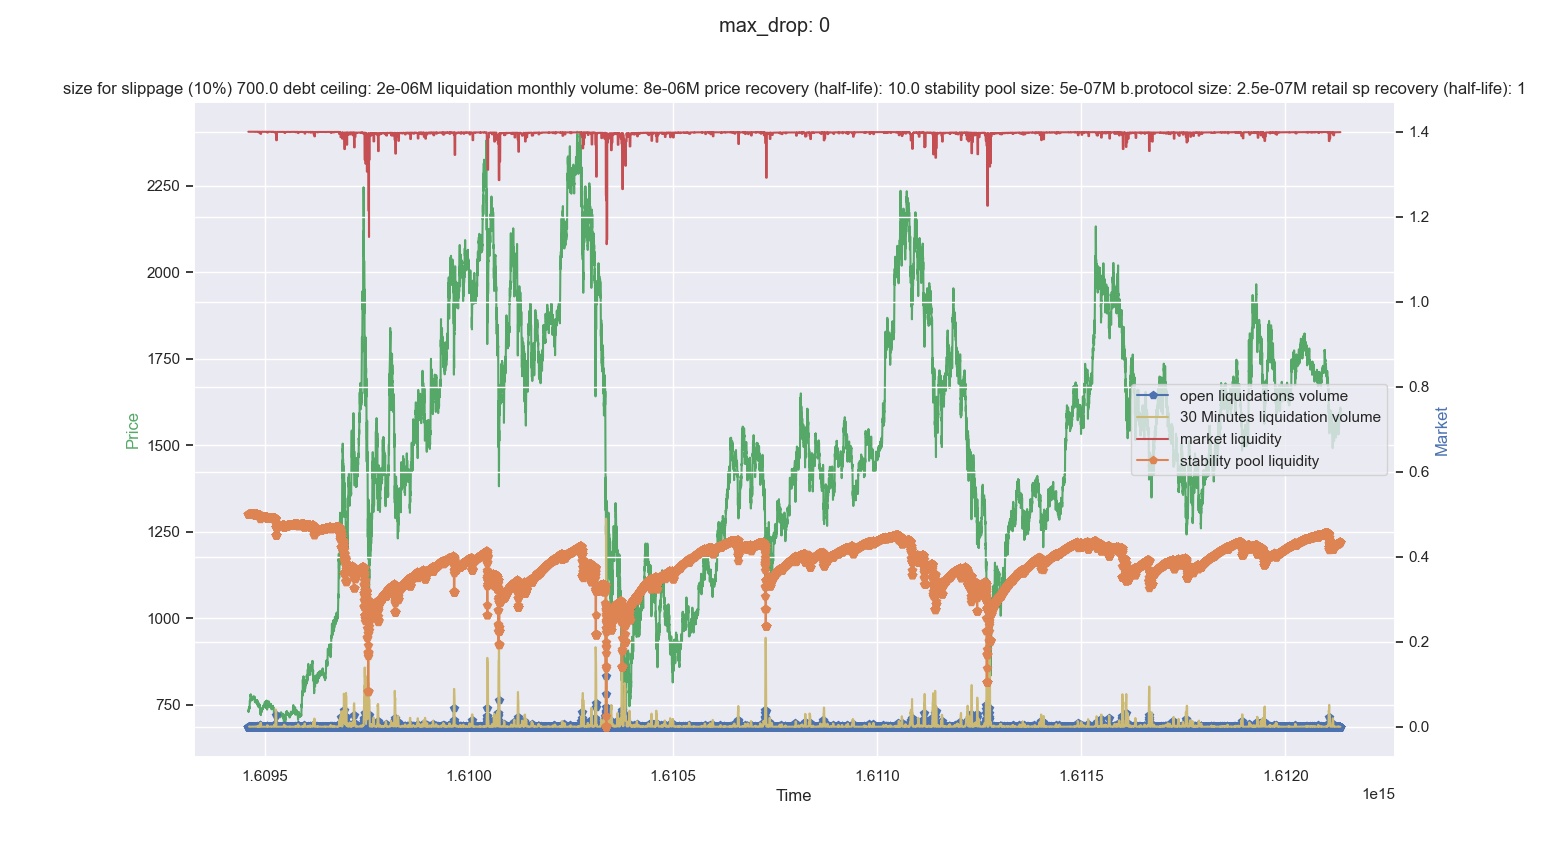 max_drop: 0
size for slippage (10%) 700.0 debt ceiling: 2e-06M liquidation monthly volume: 8e-06M price recovery (half-life): 10.0 stability pool size: 5e-07M b.protocol size: 2.5e-07M retail sp recovery (half-life): 1
2250
2000
1750
1500
1250
1000
750
Price
1.4
1.2
1.0
0.8
0.6
0.4
0.2
0.0
Market
open liquidations volume
30 Minutes liquidation volume
market liquidity
stability pool liquidity
1.6095
1.6100
1.6105
1.6110
1.6115
1.6120
Time
1e15